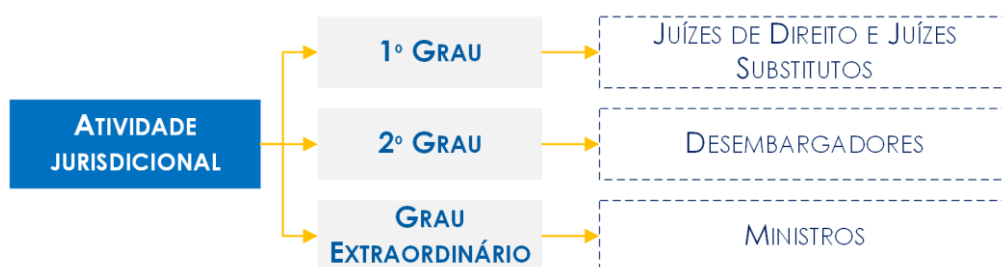 ATIVIDADE
JURISDICIONAL
1º GRAU
JUÍZES DE DIREITO E JUÍZES
SUBSTITUTOS
2º GRAU
DESEMBARGADORES
GRAU
EXTRAORDINÁRIO
MINISTROS